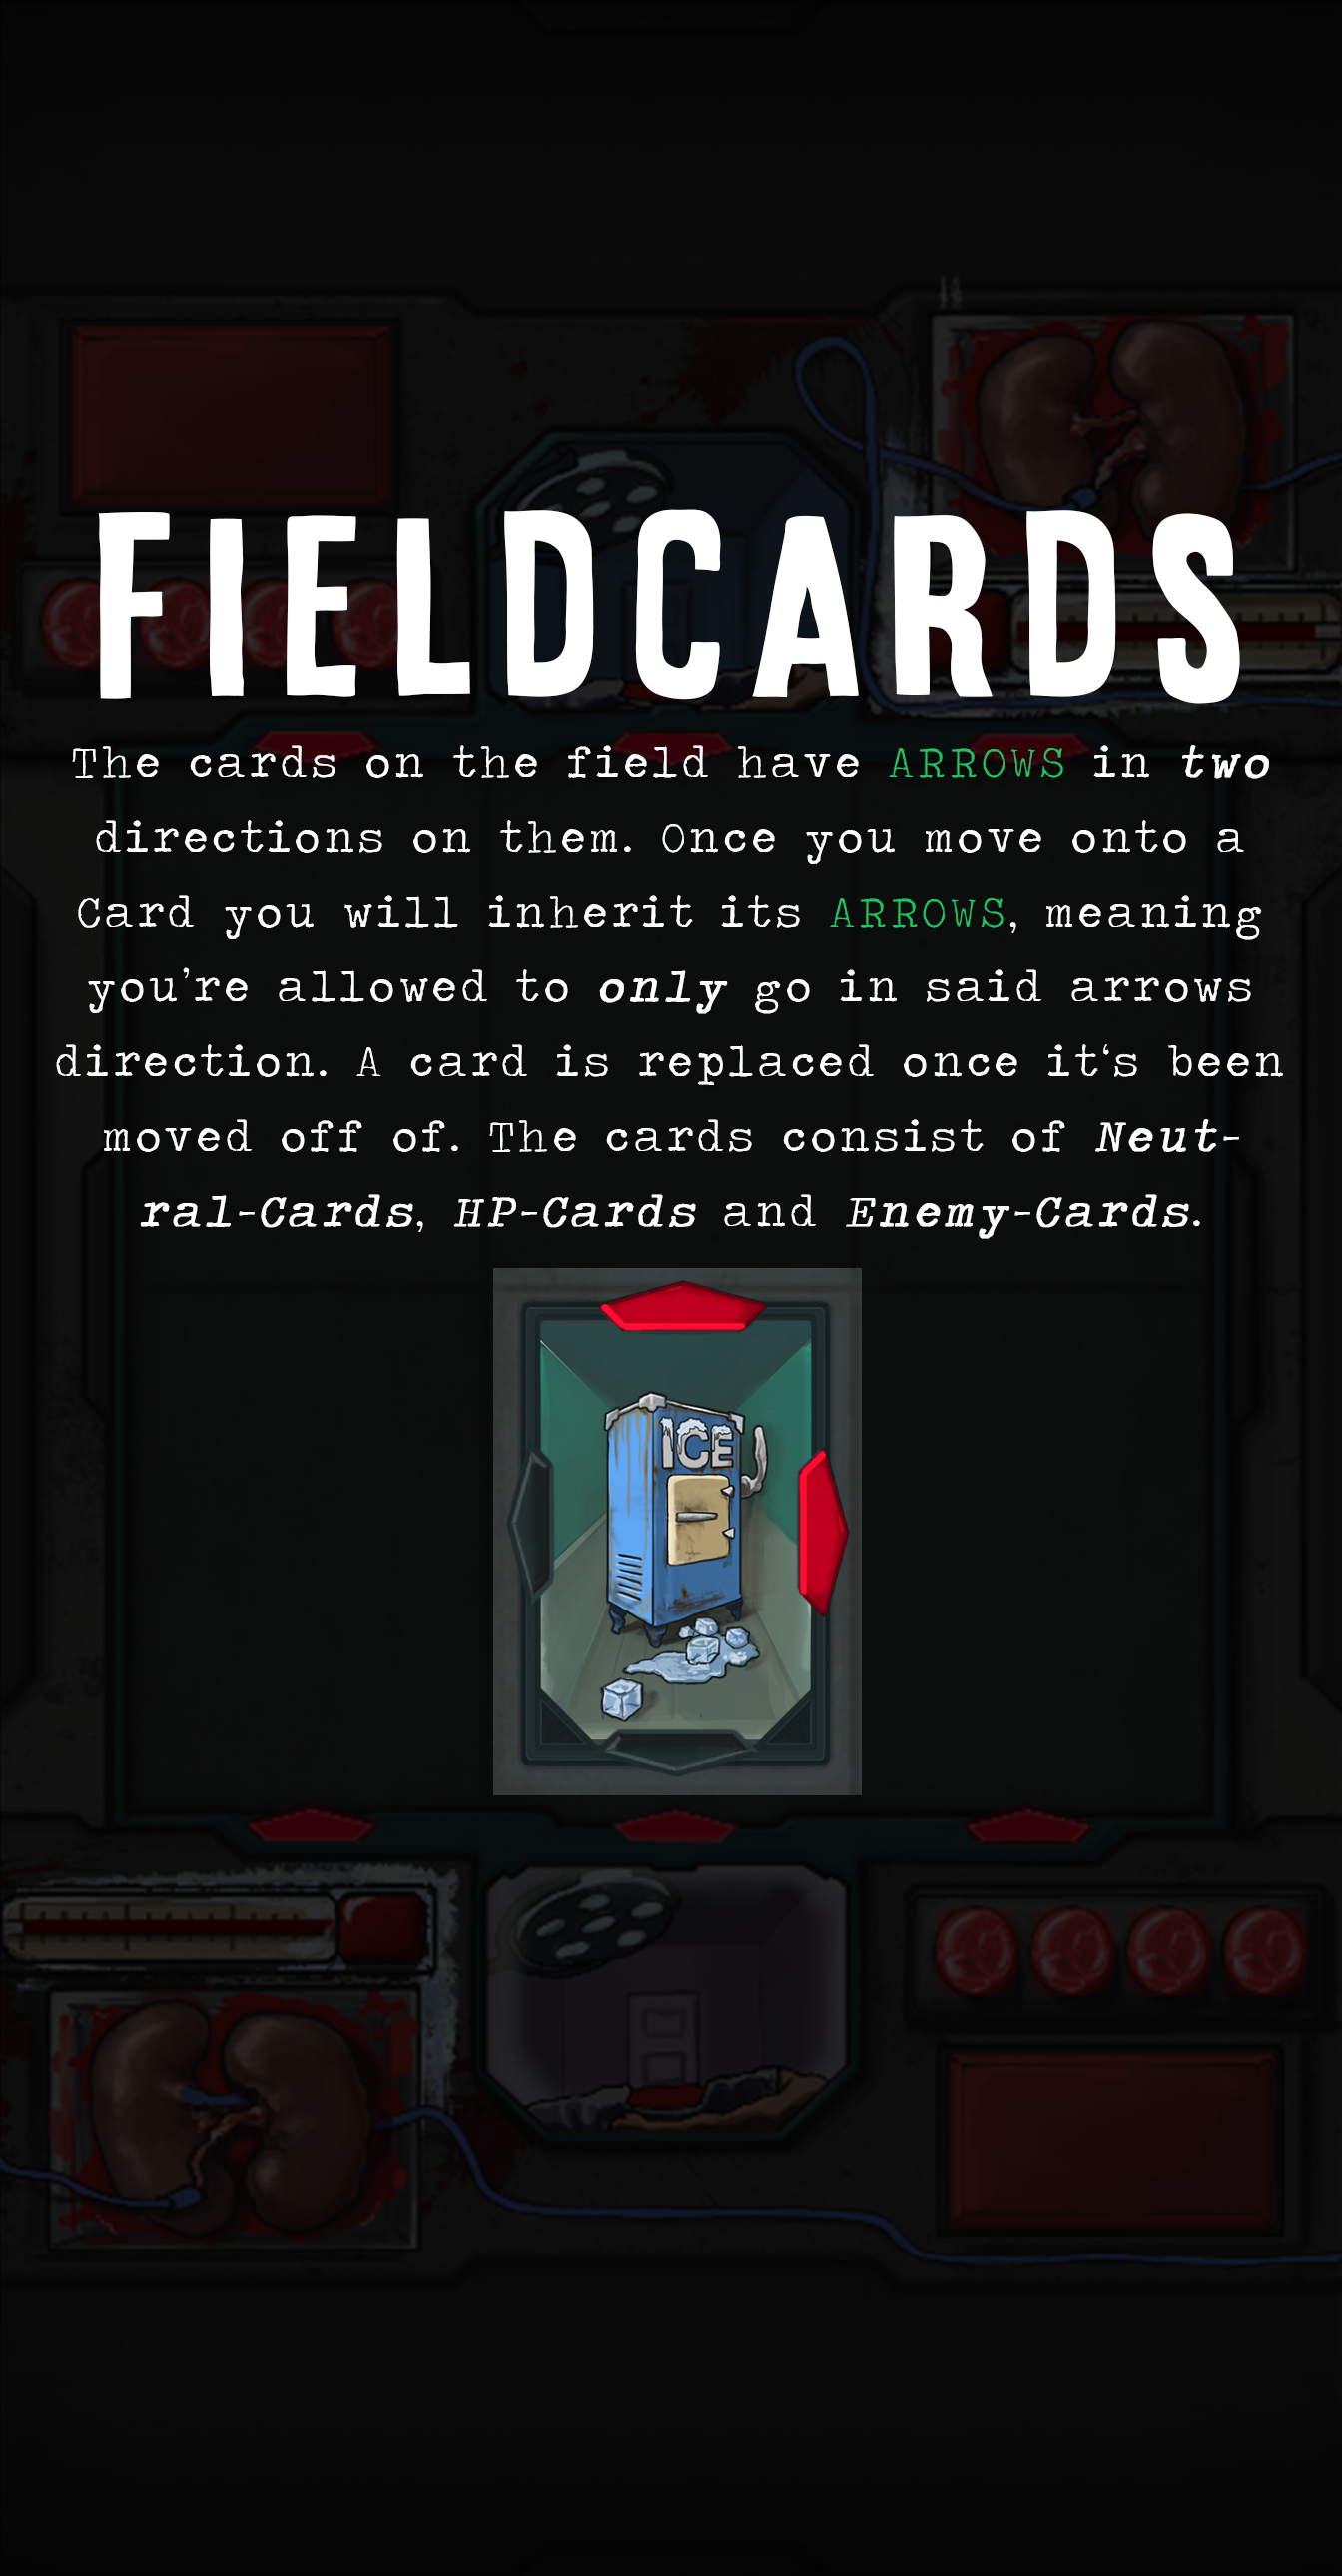 FIELDCARDS
The cards on the field have ARROWS in two
directions on them. Once you move onto a
Card you will inherit its ARROWS, meaning
you’re allowed to only go in said arrows
direction. A card is replaced once it‘s been
moved off of. The cards consist of Neut-
ral-Cards, HP-Cards and Enemy-Cards.
ICE